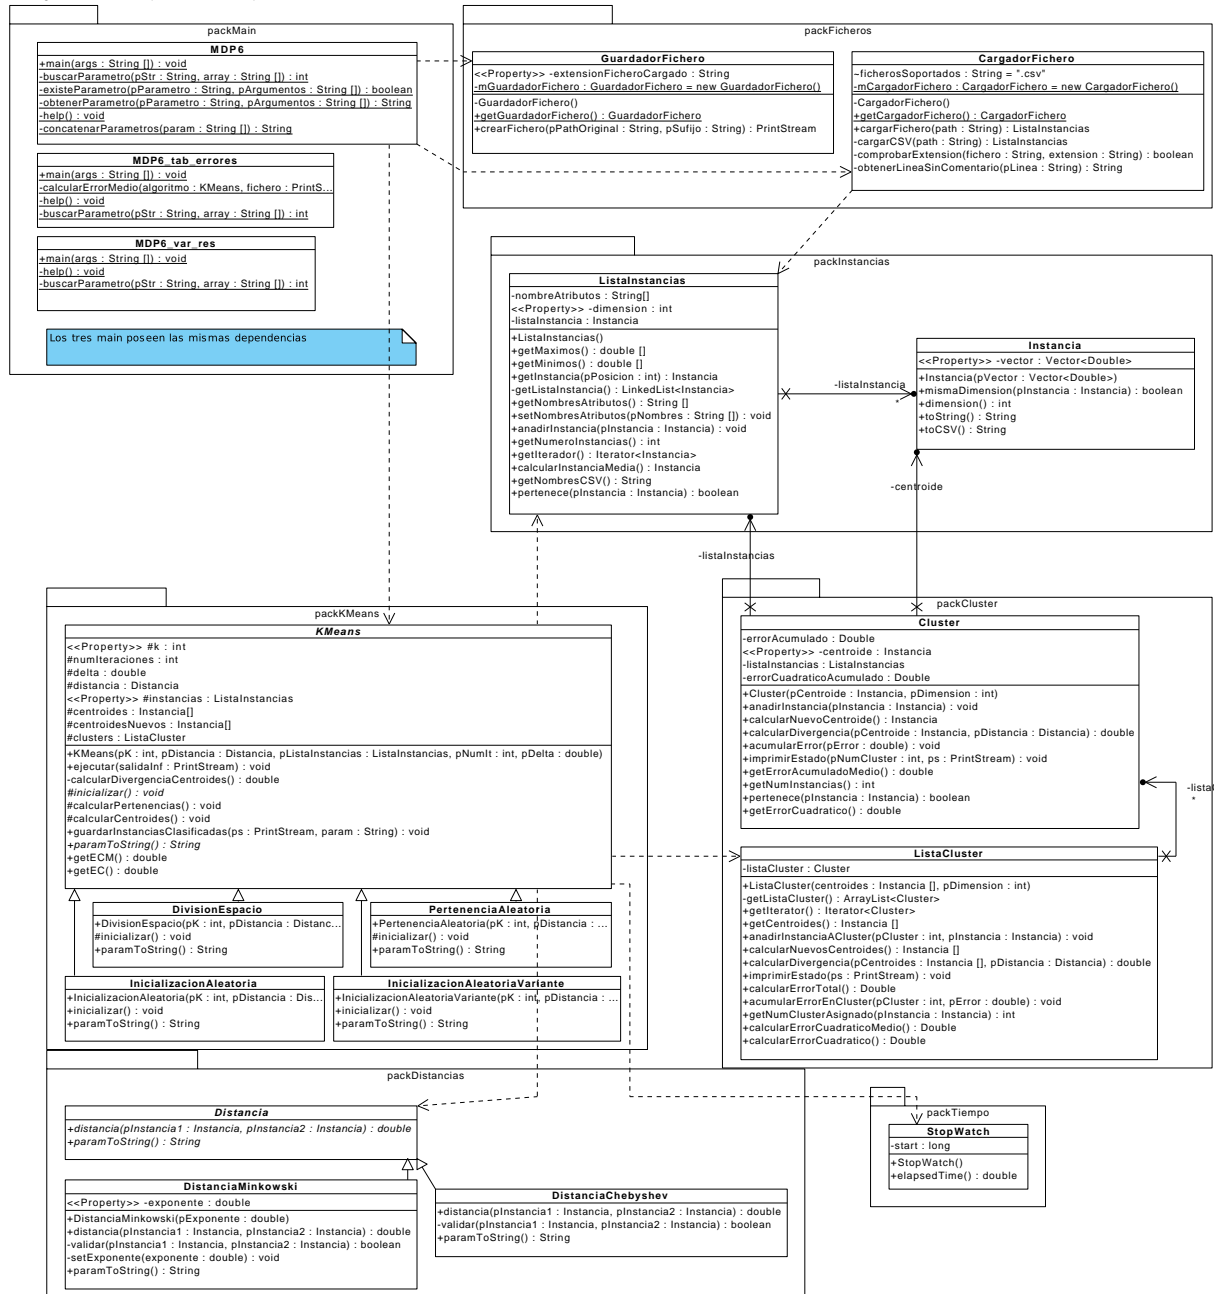 packMain
MDP6
+main(args : String []) : void
-buscarParametro(pStr : String, array : String []) : int
-existeParametro(pParametro : String, pArgumentos : String []) : boolean
-obtenerParametro(pParametro : String, pArgumentos : String []) : String
-help() : void
-concatenarParametros(param : String []) : String
MDP6_tab_errores
+main(args : String []) : void
-calcularErrorMedio(algoritmo : KMeans, fichero : PrintS...
-help() : void
-buscarParametro(pStr : String, array : String []) : int
MDP6_var_res
+main(args : String []) : void
-help() : void
-buscarParametro(pStr : String, array : String []) : int
Los tres main poseen las mismas dependencias
packFicheros
GuardadorFichero
<<Property>> -extensionFicheroCargado : String
-mGuardadorFichero : GuardadorFichero = new GuardadorFichero()
-GuardadorFichero()
+getGuardadorFichero() : GuardadorFichero
+crearFichero(pPathOriginal : String, pSufijo : String) : PrintStream
CargadorFichero
~ficherosSoportados : String = ".csv"
-mCargadorFichero : CargadorFichero = new CargadorFichero()
-CargadorFichero()
+getCargadorFichero() : CargadorFichero
+cargarFichero(path : String) : ListaInstancias
-cargarCSV(path : String) : ListaInstancias
-comprobarExtension(fichero : String, extension : String) : boolean
-obtenerLineaSinComentario(pLinea : String) : String
packInstancias
ListaInstancias
-nombreAtributos : String[]
<<Property>> -dimension : int
-listaInstancia : Instancia
+ListaInstancias()
+getMaximos() : double []
+getMinimos() : double []
+getInstancia(pPosicion : int) : Instancia
-getListaInstancia() : LinkedList<Instancia>
+getNombresAtributos() : String []
+setNombresAtributos(pNombres : String []) : void
+anadirInstancia(pInstancia : Instancia) : void
+getNumeroInstancias() : int
+getIterador() : Iterator<Instancia>
+calcularInstanciaMedia() : Instancia
+getNombresCSV() : String
+pertenece(pInstancia : Instancia) : boolean
-listaInstancia
*
Instancia
<<Property>> -vector : Vector<Double>
+Instancia(pVector : Vector<Double>)
+mismaDimension(pInstancia : Instancia) : boolean
+dimension() : int
+toString() : String
+toCSV() : String
-centroide
-listaInstancias
packKMeans
KMeans
<<Property>> #k : int
#numIteraciones : int
#delta : double
#distancia : Distancia
<<Property>> #instancias : ListaInstancias
#centroides : Instancia[]
#centroidesNuevos : Instancia[]
#clusters : ListaCluster
+KMeans(pK : int, pDistancia : Distancia, pListaInstancias : ListaInstancias, pNumIt : int, pDelta : double)
+ejecutar(salidaInf : PrintStream) : void
-calcularDivergenciaCentroides() : double
#inicializar() : void
#calcularPertenencias() : void
#calcularCentroides() : void
+guardarInstanciasClasificadas(ps : PrintStream, param : String) : void
+paramToString() : String
+getECM() : double
+getEC() : double
DivisionEspacio
+DivisionEspacio(pK : int, pDistancia : Distanc...
#inicializar() : void
+paramToString() : String
PertenenciaAleatoria
+PertenenciaAleatoria(pK : int, pDistancia : ...
#inicializar() : void
+paramToString() : String
InicializacionAleatoria
+InicializacionAleatoria(pK : int, pDistancia : Dis...
+inicializar() : void
+paramToString() : String
InicializacionAleatoriaVariante
+InicializacionAleatoriaVariante(pK : int, pDistancia : ...
+inicializar() : void
+paramToString() : String
packCluster
Cluster
-errorAcumulado : Double
<<Property>> -centroide : Instancia
-listaInstancias : ListaInstancias
-errorCuadraticoAcumulado : Double
+Cluster(pCentroide : Instancia, pDimension : int)
+anadirInstancia(pInstancia : Instancia) : void
+calcularNuevoCentroide() : Instancia
+calcularDivergencia(pCentroide : Instancia, pDistancia : Distancia) : double
+acumularError(pError : double) : void
+imprimirEstado(pNumCluster : int, ps : PrintStream) : void
+getErrorAcumuladoMedio() : double
+getNumInstancias() : int
+pertenece(pInstancia : Instancia) : boolean
+getErrorCuadratico() : double
*
ListaCluster
-listaCluster : Cluster
+ListaCluster(centroides : Instancia [], pDimension : int)
-getListaCluster() : ArrayList<Cluster>
+getIterator() : Iterator<Cluster>
+getCentroides() : Instancia []
+anadirInstanciaACluster(pCluster : int, pInstancia : Instancia) : void
+calcularNuevosCentroides() : Instancia []
+calcularDivergencia(pCentroides : Instancia [], pDistancia : Distancia) : double
+imprimirEstado(ps : PrintStream) : void
+calcularErrorTotal() : Double
+acumularErrorEnCluster(pCluster : int, pError : double) : void
+getNumClusterAsignado(pInstancia : Instancia) : int
+calcularErrorCuadraticoMedio() : Double
+calcularErrorCuadratico() : Double
packDistancias
Distancia
+distancia(pInstancia1 : Instancia, pInstancia2 : Instancia) : double
+paramToString() : String
DistanciaMinkowski
<<Property>> -exponente : double
+DistanciaMinkowski(pExponente : double)
+distancia(pInstancia1 : Instancia, pInstancia2 : Instancia) : double
-validar(pInstancia1 : Instancia, pInstancia2 : Instancia) : boolean
-setExponente(exponente : double) : void
+paramToString() : String
DistanciaChebyshev
+distancia(pInstancia1 : Instancia, pInstancia2 : Instancia) : double
-validar(pInstancia1 : Instancia, pInstancia2 : Instancia) : boolean
+paramToString() : String
packTiempo
StopWatch
-start : long
+StopWatch()
+elapsedTime() : double